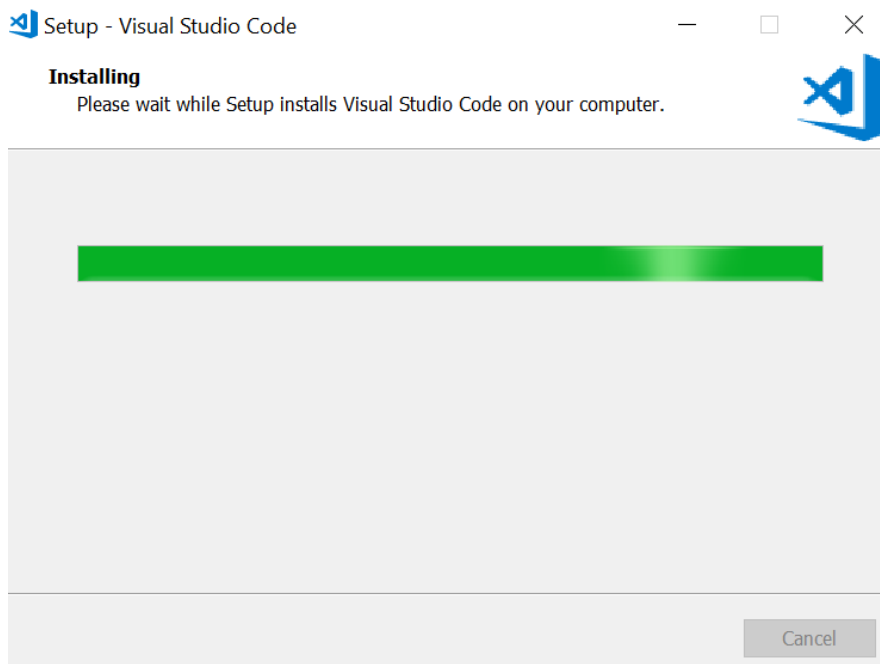 Setup - Visual Studio Code
Installing
Please wait while Setup installs Visual Studio Code on your computer.
Cancel